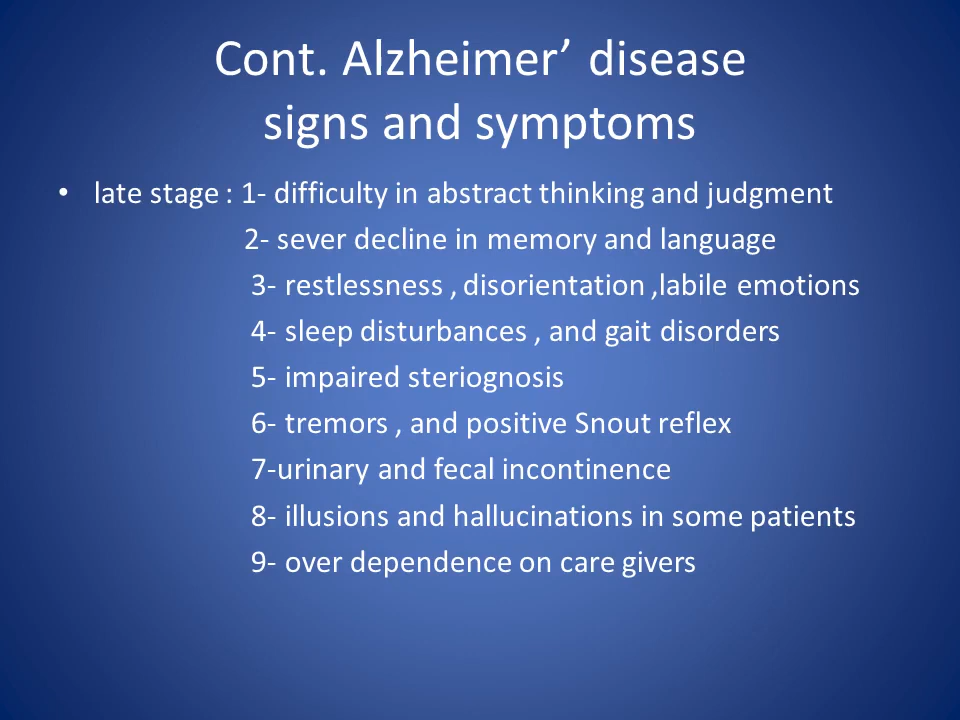 Cont. Alzheimer’ disease
signs and symptoms
• late stage : 1- difficulty in abstract thinking and judgment
2- sever decline in memory and language
3- restlessness , disorientation ,labile emotions
4- sleep disturbances , and gait disorders
5- impaired steriognosis
6- tremors , and positive Snout reflex
7-urinary and fecal incontinence
8- illusions and hallucinations in some patients
9- over dependence on care givers